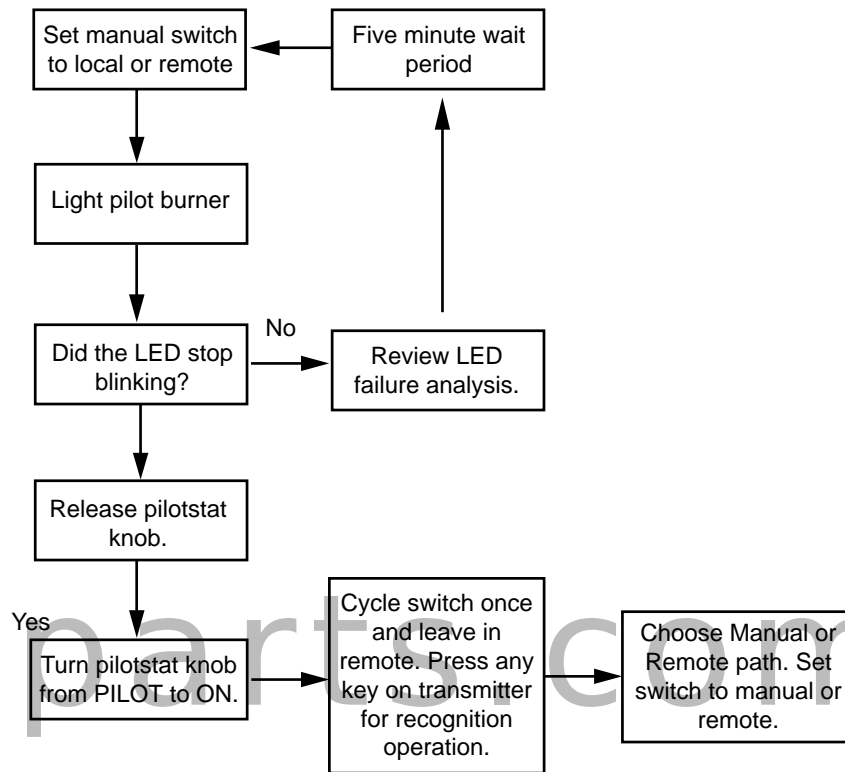 Set manual switch
to local or remote
Five minute wait
period
Light pilot burner
Did the LED stop
blinking?
No
Review LED
failure analysis.
Release pilotstat
knob.
Yes
Turn pilotstat knob
from PILOT to ON.
Cycle switch once
and leave in
remote. Press any
key on transmitter
for recognition
operation.
Choose Manual or
Remote path. Set
switch to manual or
remote.
parts.com